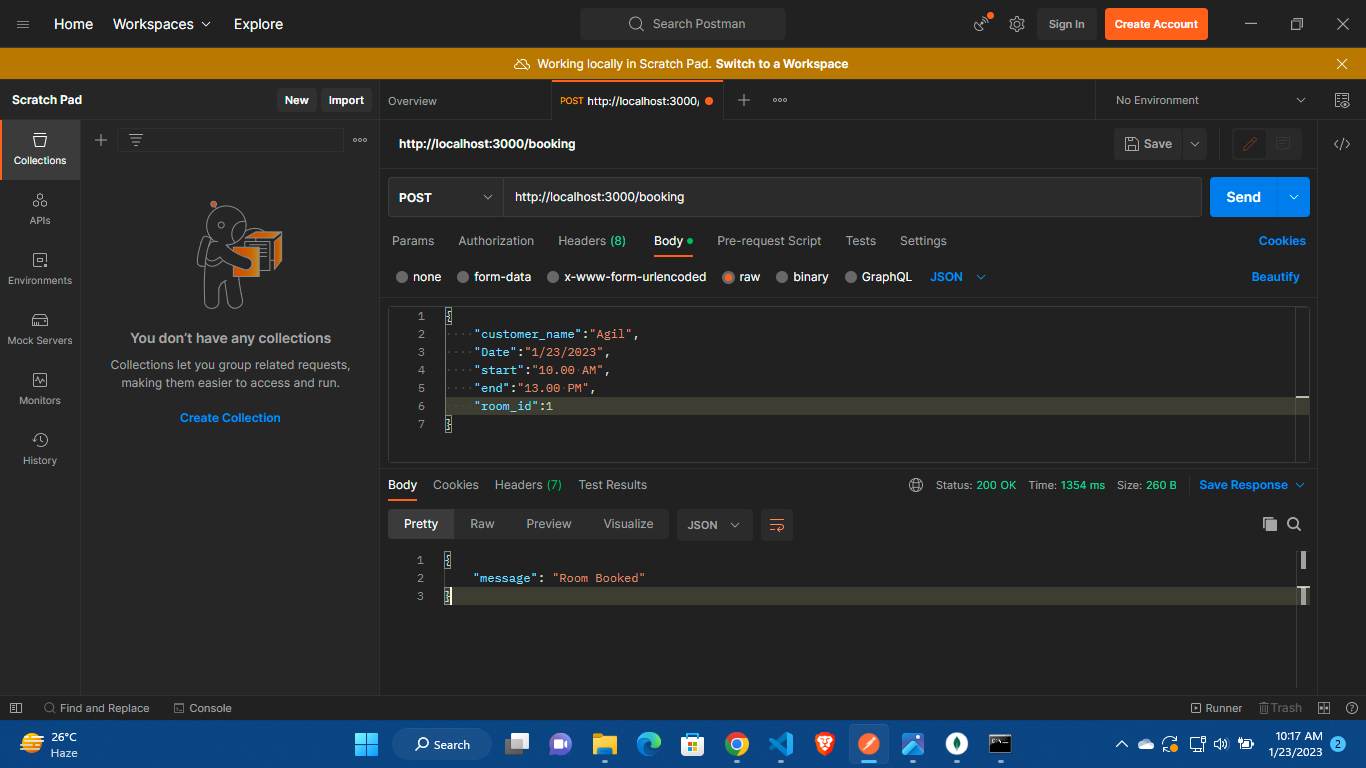 Home Workspaces Explore Search Postman Sign In Create Account
Working locally in Scratch Pad. Switch to a Workspace
Scratch Pad New Import Overview POST http://localhost:3000/ No Environment
http://localhost:3000/booking Save
Collections
POST http://localhost:3000/booking Send
APIs
Params Authorization Headers (8) Body Pre-request Script Tests Settings Cookies
none form-data x-www-form-urlencoded raw binary GraphQL JSON Beautify
Environments
Mock Servers
Monitors
History
You don't have any collections
Collections let you group related requests,
making them easier to access and run.
Create Collection
1 {
2 "customer_name":"Agil",
3 "Date":"1/23/2023",
4 "start":"10.00 AM",
5 "end":"13.00 PM",
6 "room_id":1
7 }
Body Cookies Headers (7) Test Results Status: 200 OK Time: 1354 ms Size: 260 B Save Response
Pretty Raw Preview Visualize JSON
1 {
2 "message": "Room Booked"
3 }
Find and Replace Console Runner Trash
26°C
Haze
Search
10:17 AM
1/23/2023
2